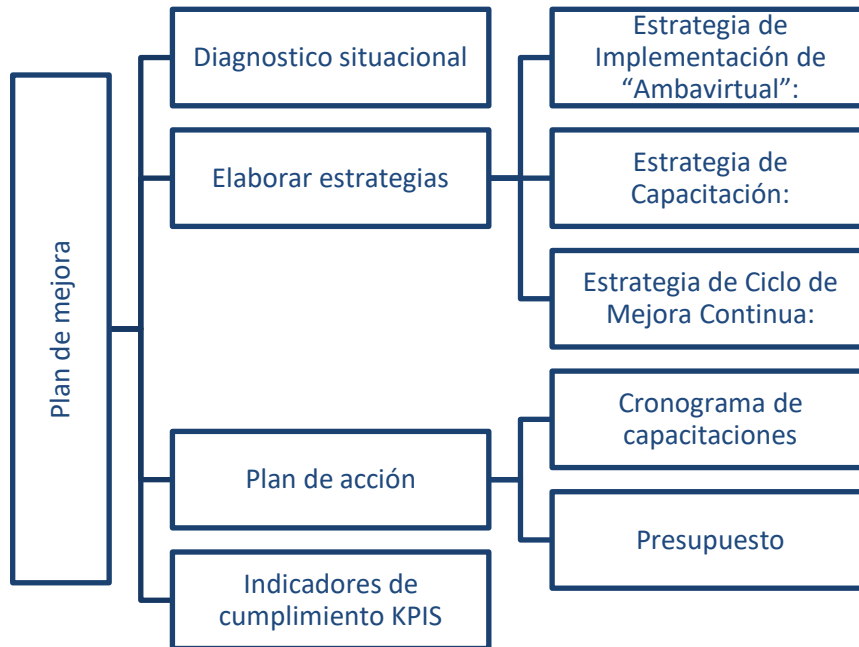 Plan de mejora
Diagnostico situacional
Elaborar estrategias
Estrategia de
Implementación de
“Ambavirtual”:
Estrategia de
Capacitación:
Estrategia de Ciclo de
Mejora Continua:
Plan de acción
Cronograma de
capacitaciones
Presupuesto
Indicadores de
cumplimiento KPIS